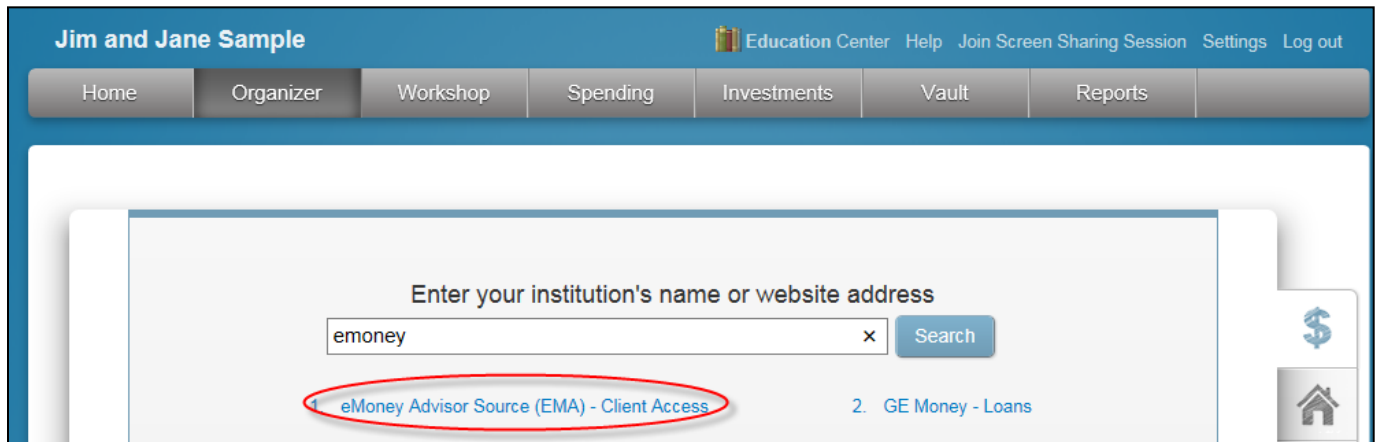 Jim and Jane Sample
Education Center Help Join Screen Sharing Session Settings Log out
Home Organizer Workshop Spending Investments Vault Reports
Enter your institution's name or website address
emoney × Search
1. eMoney Advisor Source (EMA) - Client Access 2. GE Money - Loans
$